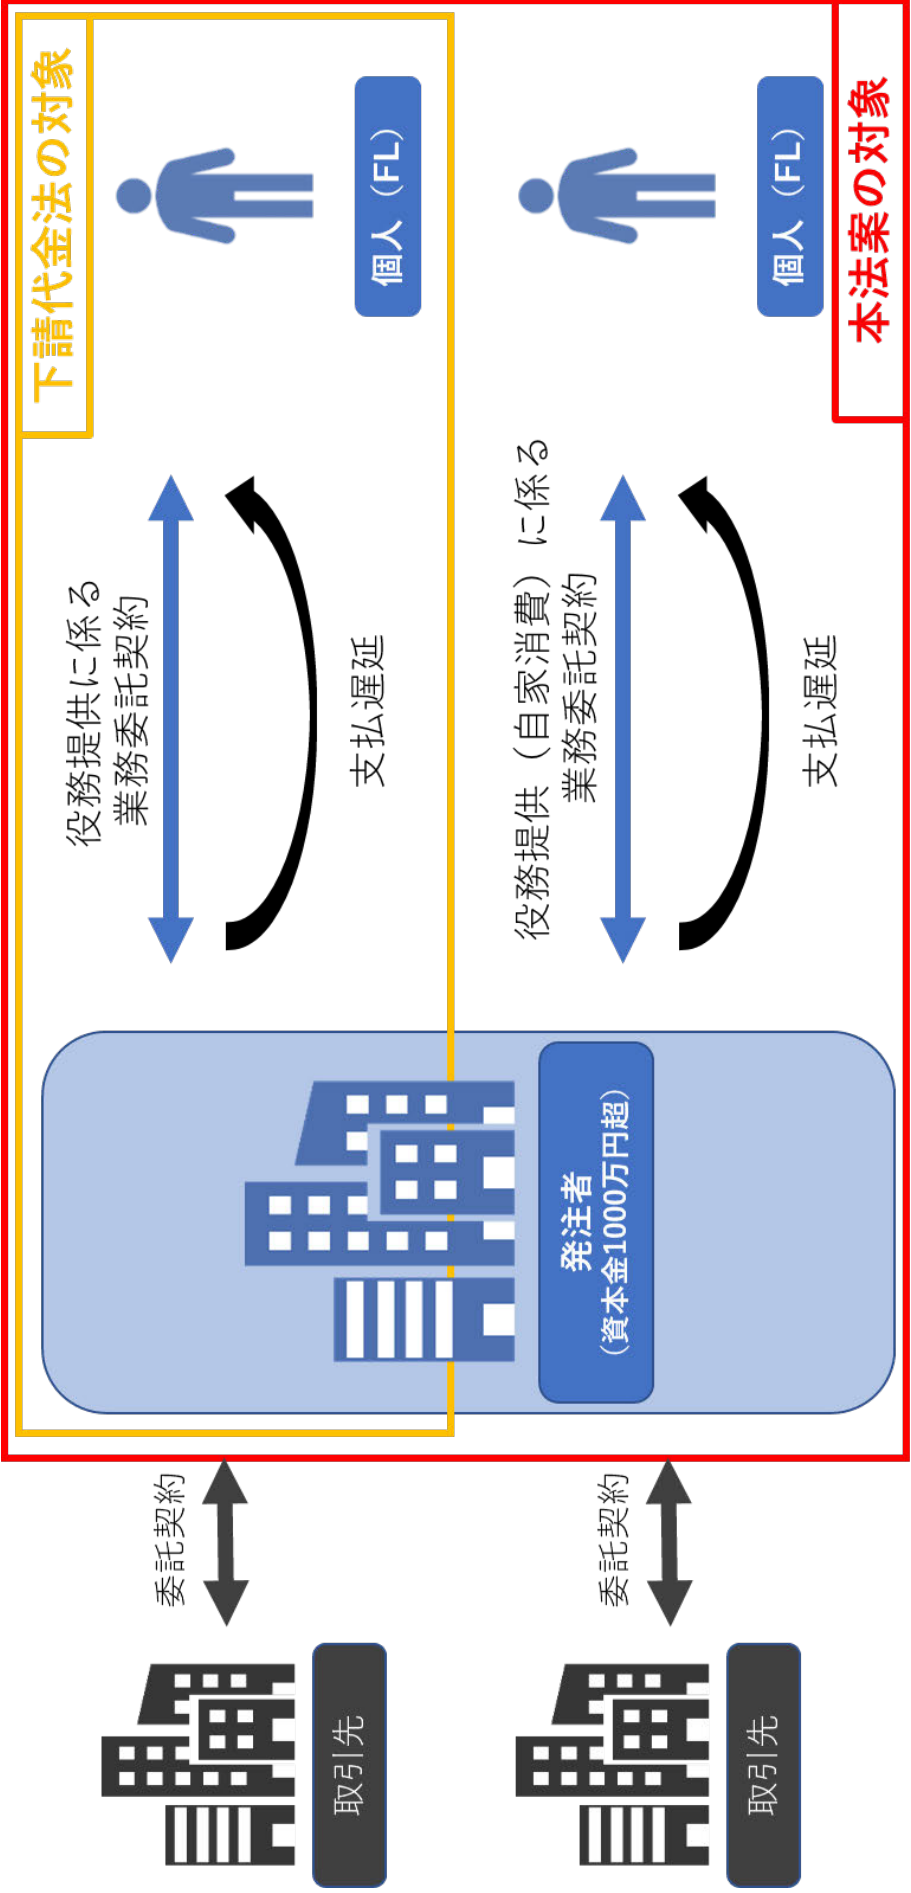 下請代金法の対象
委託契約
取引先
役務提供に係る
業務委託契約
支払遅延
個人（FL）
発注者
（資本金1000万円超）
委託契約
取引先
役務提供（自家消費）に係る
業務委託契約
支払遅延
個人（FL）
本法案の対象